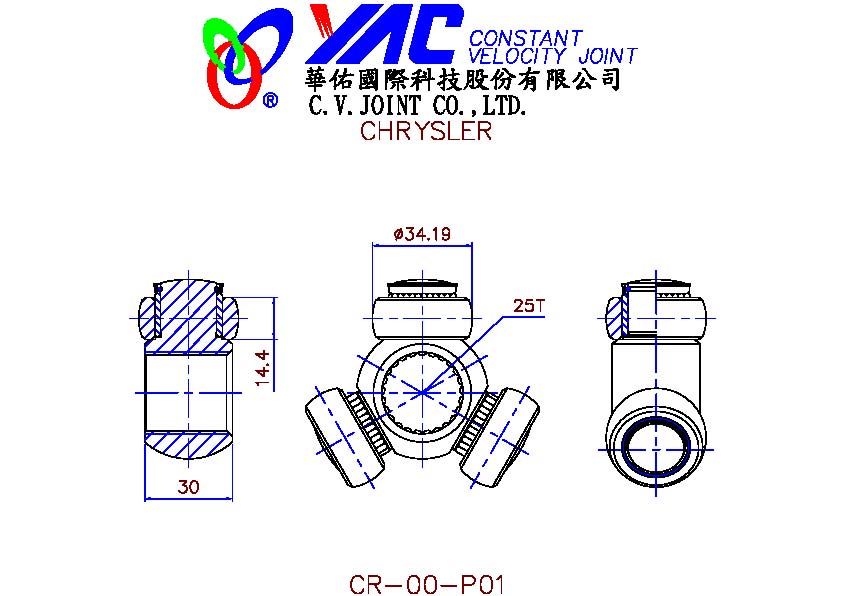 YAC CONSTANT
VELOCITY JOINT
®
華佑國際科技股份有限公司
C.V.JOINT CO.,LTD.
CHRYSLER
ø34.19
25T
14.4
30
CR-00-P01